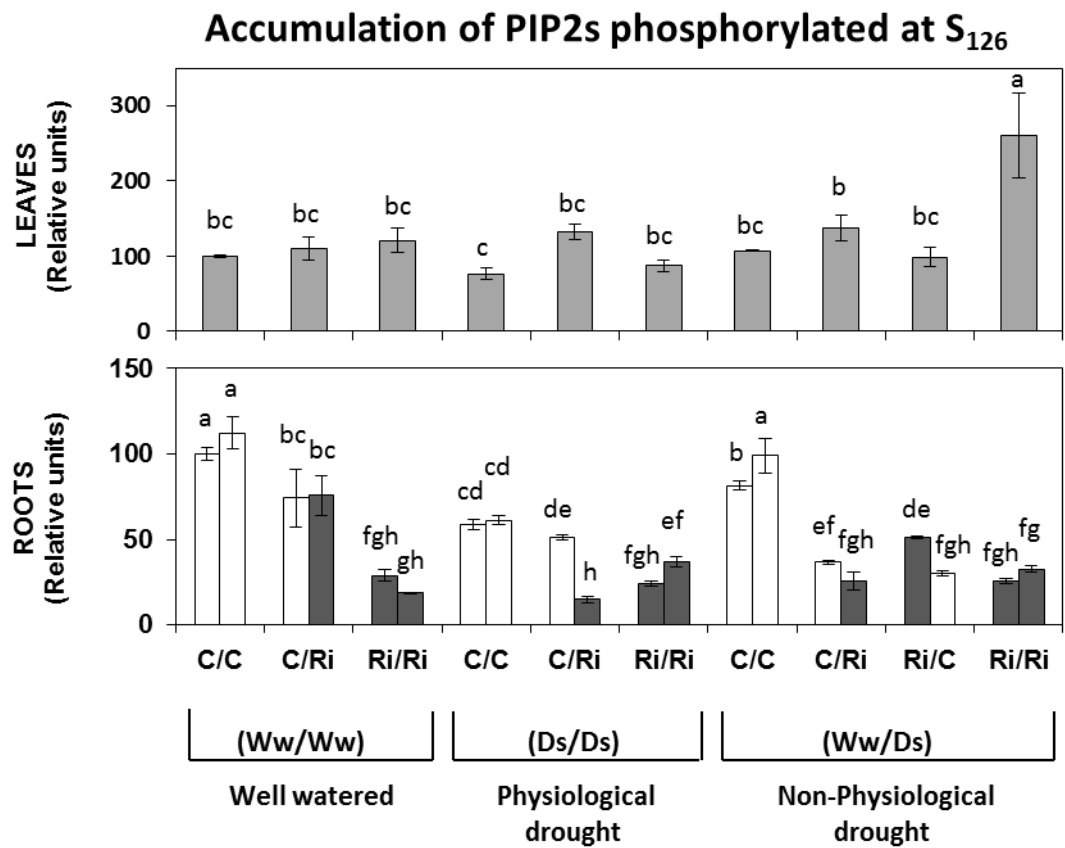 Accumulation of PIP2s phosphorylated at S126
LEAVES
(Relative units)
300
200
100
0
bc
bc
bc
c
bc
bc
bc
b
bc
a
ROOTS
(Relative units)
150
100
50
0
a
a
bc
bc
fgh
gh
cd
cd
de
h
fgh
ef
b
a
ef
fgh
de
fgh
fgh
fg
C/C C/Ri Ri/Ri C/C C/Ri Ri/Ri C/C C/Ri Ri/C Ri/Ri
(Ww/Ww) (Ds/Ds) (Ww/Ds)
Well watered Physiological Non-Physiological
drought drought